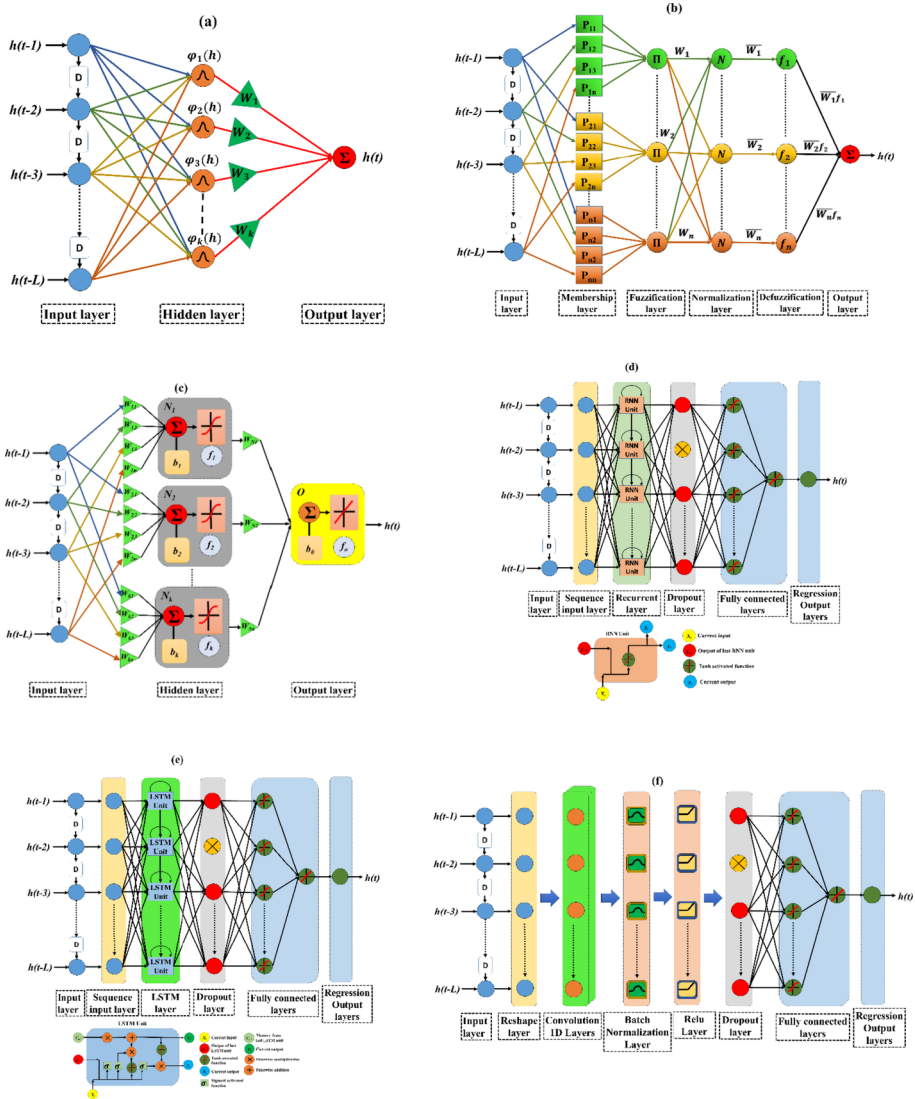 (a)
h(t-1)
h(t-2)
h(t-3)
h(t-L)
D
D
D
φ₁(h)
φ₂(h)
φ₃(h)
φₖ(h)
W₁
W₂
W₃
Wₖ
Σ
h(t)
Input layer
Hidden layer
Output layer
(b)
h(t-1)
h(t-2)
h(t-3)
h(t-L)
D
D
D
P₁₁
P₁₂
P₁₃
P₁ₙ
P₂₁
P₂₂
P₂₃
P₂ₙ
Pₙ₁
Pₙ₂
Pₙ₂
Pₙₙ
Π
Π
Π
W₁
W₂
Wₙ
N
N
N
W̅₁
W̅₂
W̅ₙ
f₁
f₂
fₙ
W̅₁f₁
W̅₂f₂
W̅ₙfₙ
Σ
h(t)
Input layer
Membership layer
Fuzzification layer
Normalization layer
Defuzzification layer
Output layer
(c)
h(t-1)
h(t-2)
h(t-3)
h(t-L)
D
D
D
N₁
Σ
b₁
f₁
N₂
Σ
b₂
f₂
Nₖ
Σ
bₖ
fₖ
O
Σ
f₀
h(t)
Input layer
Hidden layer
Output layer
(d)
h(t-1)
h(t-2)
h(t-3)
h(t-L)
D
D
D
RNN Unit
RNN Unit
RNN Unit
RNN Unit
h(t)
Input layer
Sequence input layer
Recurrent layer
Dropout layer
Fully connected layers
Regression Output layers
RNN Unit
Current input
Output of last RNN unit
Tanh activated function
Current output
(e)
h(t-1)
h(t-2)
h(t-3)
h(t-L)
D
D
D
LSTM Unit
LSTM Unit
LSTM Unit
LSTM Unit
h(t)
Input layer
Sequence input layer
LSTM layer
Dropout layer
Fully connected layers
Regression Output layers
LSTM Unit
σ
σ
σ
Current input
Output of last LSTM unit
Tanh activated function
Current output
σ Sigmoid activated function
Memory from last LSTM unit
Current output
Pointwise multiplication
Pointwise addition
(f)
h(t-1)
h(t-2)
h(t-3)
h(t-L)
D
D
D
h(t)
Input layer
Reshape layer
Convolution 1D Layers
Batch Normalization Layer
Relu Layer
Dropout layer
Fully connected layers
Regression Output layers